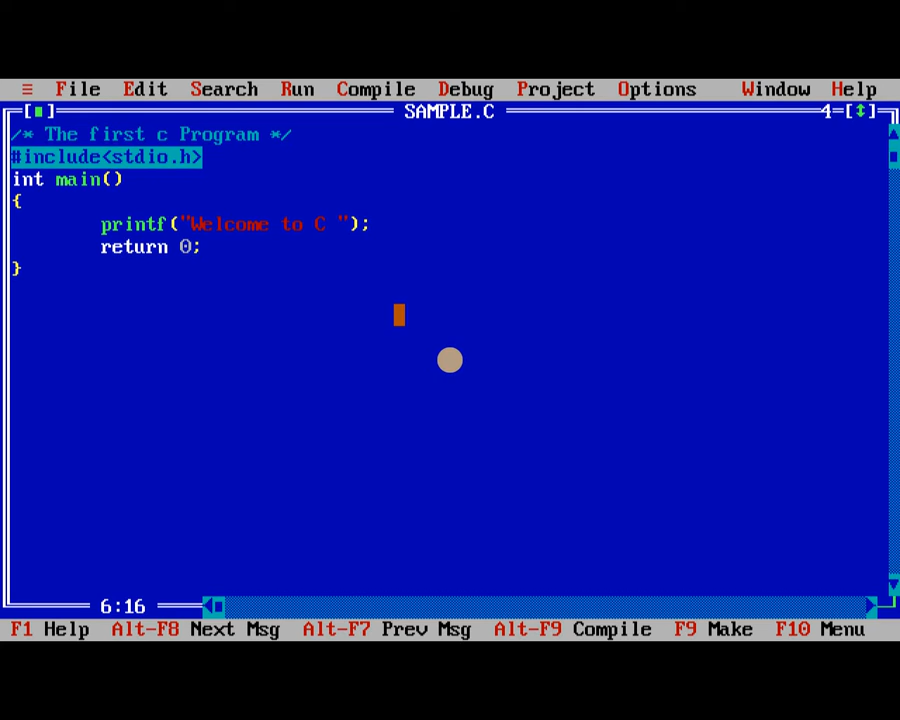 ≡ File Edit Search Run Compile Debug Project Options Window Help
[■] SAMPLE.C 4=[↕]
/* The first c Program */
#include<stdio.h>
int main()
{
printf("Welcome to C ");
return 0;
}
6:16
F1 Help Alt-F8 Next Msg Alt-F7 Prev Msg Alt-F9 Compile F9 Make F10 Menu